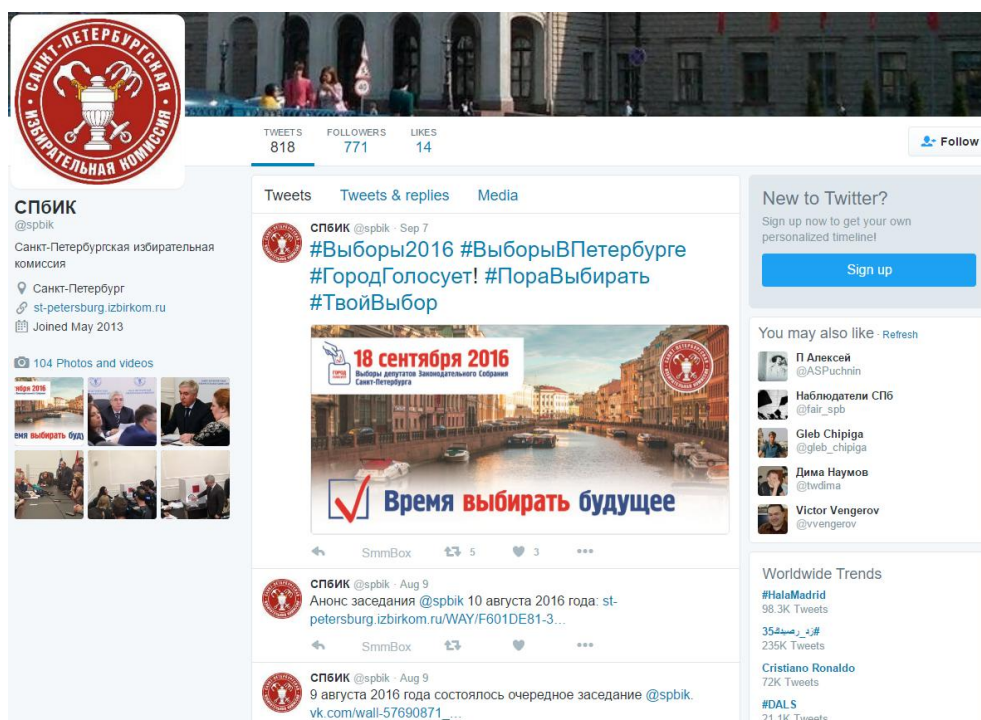 САНКТ-ПЕТЕРБУРГСКАЯ ИЗБИРАТЕЛЬНАЯ КОМИССИЯ
TWEETS FOLLOWERS LIKES
818 771 14
Follow
СПбИК
@spbik
Санкт-Петербургская избирательная
комиссия
Санкт-Петербург
st-petersburg.izbirkom.ru
Joined May 2013
104 Photos and videos
Tweets Tweets & replies Media
СПбИК @spbik · Sep 7
#Выборы2016 #ВыборыВПетербурге
#ГородГолосует! #ПораВыбирать
#ТвойВыбор
18 сентября 2016
Выборы депутатов Законодательного Собрания
Санкт-Петербурга
Время выбирать будущее
SmmBox 5 3
СПбИК @spbik · Aug 9
Анонс заседания @spbik 10 августа 2016 года: st-
petersburg.izbirkom.ru/WAY/F601DE81-3…
SmmBox
СПбИК @spbik · Aug 9
9 августа 2016 года состоялось очередное заседание @spbik.
vk.com/wall-57690871_…
New to Twitter?
Sign up now to get your own
personalized timeline!
Sign up
You may also like · Refresh
П Алексей
@ASPuchnin
Наблюдатели СПб
@fair_spb
Gleb Chipiga
@gleb_chipiga
Дима Наумов
@twdima
Victor Vengerov
@vvengerov
Worldwide Trends
#HalaMadrid
98.3K Tweets
#زد_رصيدك35
235K Tweets
Cristiano Ronaldo
72K Tweets
#DALS
21.1K Tweets